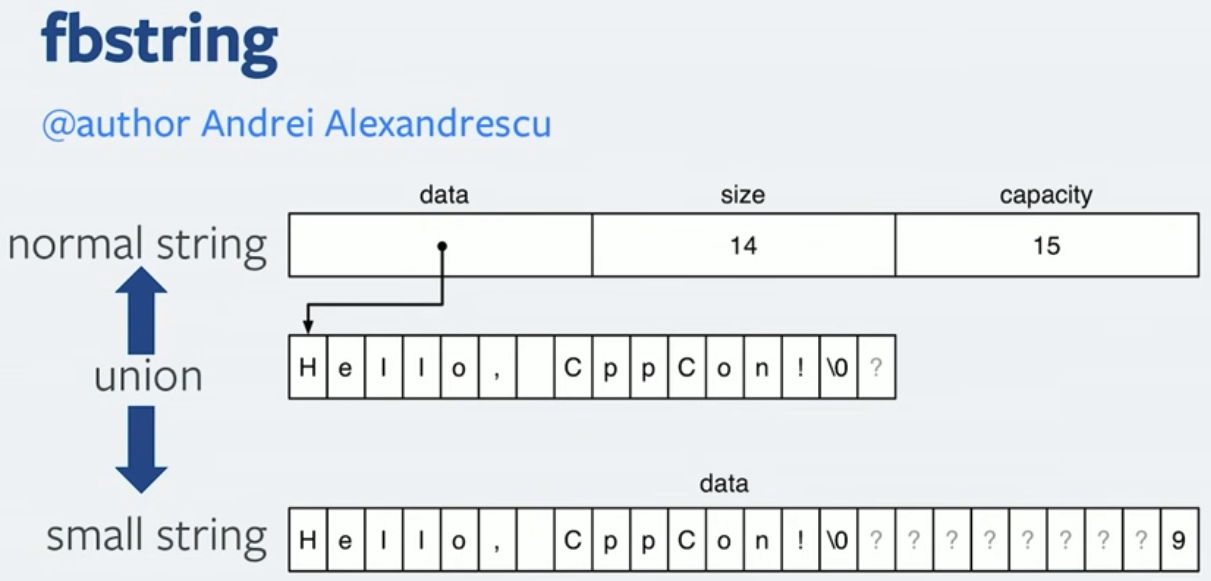 fbstring
@author Andrei Alexandrescu
data size capacity
normal string 14 15
H e l l o , C p p C o n ! \0 ?
union
data
small string H e l l o , C p p C o n ! \0 ? ? ? ? ? ? ? ? 9